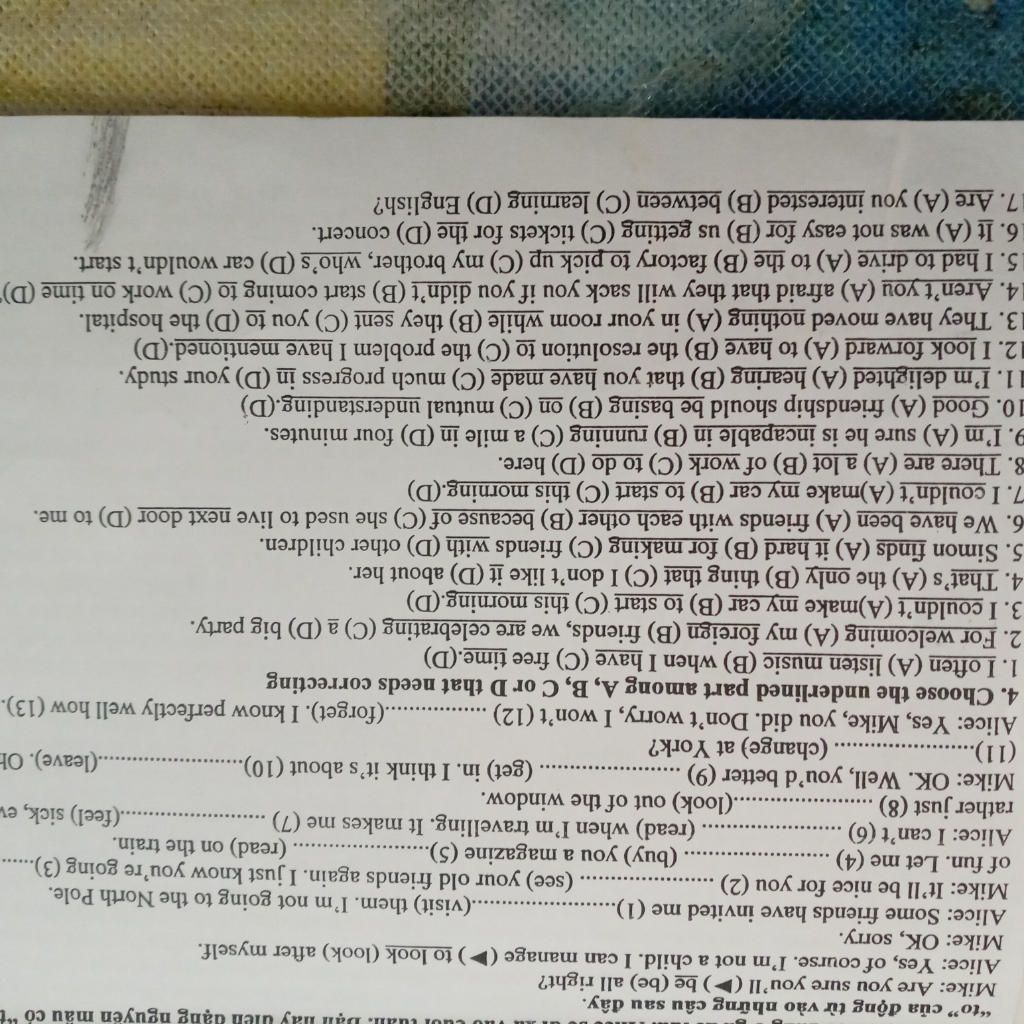 "to" của động từ vào những câu sau đây.
Mike: Are you sure you'll (▶) be (be) all right?
Alice: Yes, of course. I'm not a child. I can manage (▶) to look (look) after myself.
Mike: OK, sorry.
Alice: Some friends have invited me (1)........................(visit) them. I'm not going to the North Pole.
Mike: It'll be nice for you (2) ...................... (see) your old friends again. I just know you're going (3)......
of fun. Let me (4) ........................ (buy) you a magazine (5)....................... (read) on the train.
Alice: I can't (6) ....................... (read) when I'm travelling. It makes me (7) ........................(feel) sick,
rather just (8) .......................(look) out of the window.
Mike: OK. Well, you'd better (9) ....................... (get) in. I think it's about (10)........................(leave).
(11)....................... (change) at York?
Alice: Yes, Mike, you did. Don't worry, I won't (12) .................(forget). I know perfectly well how (13).
4. Choose the underlined part among A, B, C or D that needs correcting
1. I often (A) listen music (B) when I have (C) free time.(D)
2. For welcoming (A) my foreign (B) friends, we are celebrating (C) a (D) big party.
3. I couldn't (A)make my car (B) to start (C) this morning.(D)
4. That's (A) the only (B) thing that (C) I don't like it (D) about her.
5. Simon finds (A) it hard (B) for making (C) friends with (D) other children.
6. We have been (A) friends with each other (B) because of (C) she used to live next door (D) to me.
7. I couldn't (A)make my car (B) to start (C) this morning.(D)
8. There are (A) a lot (B) of work (C) to do (D) here.
9. I'm (A) sure he is incapable in (B) running (C) a mile in (D) four minutes.
10. Good (A) friendship should be basing (B) on (C) mutual understanding.(D)
11. I'm delighted (A) hearing (B) that you have made (C) much progress in (D) your study.
12. I look forward (A) to have (B) the resolution to (C) the problem I have mentioned.(D)
13. They have moved nothing (A) in your room while (B) they sent (C) you to (D) the hospital.
14. Aren't you (A) afraid that they will sack you if you didn't (B) start coming to (C) work on time (D)
15. I had to drive (A) to the (B) factory to pick up (C) my brother, who's (D) car wouldn't start.
16. It (A) was not easy for (B) us getting (C) tickets for the (D) concert.
17. Are (A) you interested (B) between (C) learning (D) English?